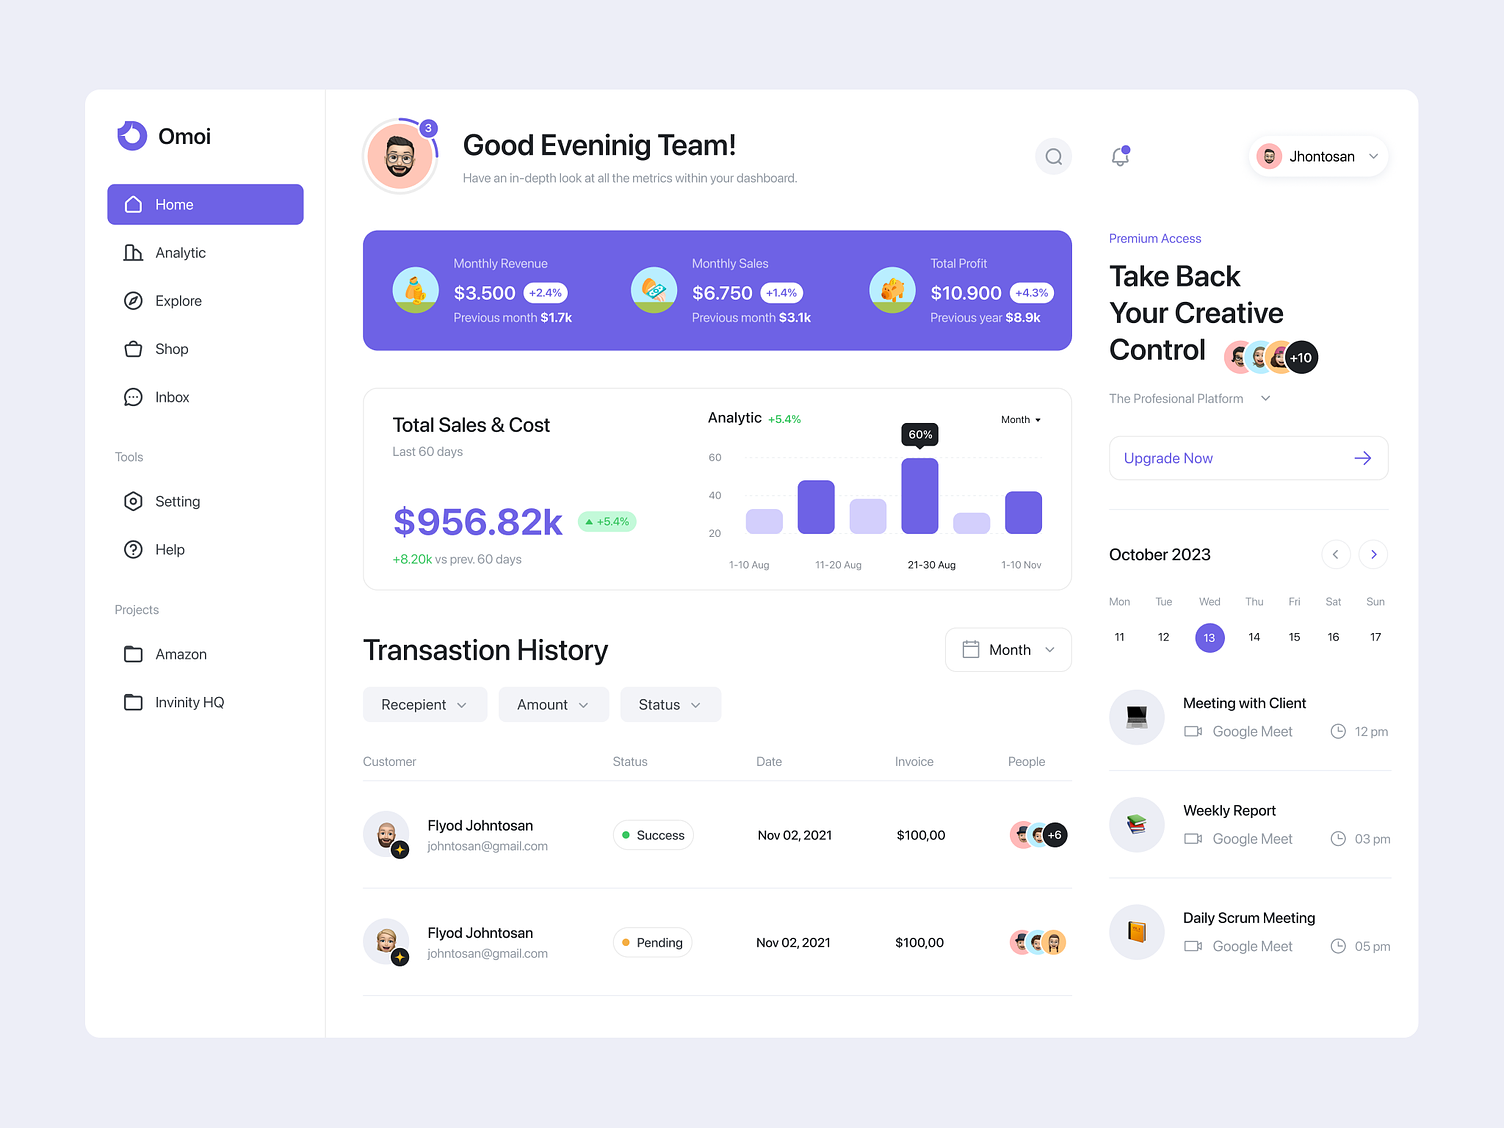 Omoi
Home
Analytic
Explore
Shop
Inbox
Tools
Setting
Help
Projects
Amazon
Invinity HQ
3
Good Eveninig Team!
Have an in-depth look at all the metrics within your dashboard.
Jhontosan
Monthly Revenue
$3.500 +2.4%
Previous month $1.7k
Monthly Sales
$6.750 +1.4%
Previous month $3.1k
Total Profit
$10.900 +4.3%
Previous year $8.9k
Total Sales & Cost
Last 60 days
$956.82k +5.4%
+8.20k vs prev. 60 days
Analytic +5.4%
Month
60%
60
40
20
1-10 Aug 11-20 Aug 21-30 Aug 1-10 Nov
Transastion History
Month
Recepient Amount Status
Customer Status Date Invoice People
Flyod Johntosan
johntosan@gmail.com
Success Nov 02, 2021 $100,00 +6
Flyod Johntosan
johntosan@gmail.com
Pending Nov 02, 2021 $100,00
Premium Access
Take Back
Your Creative
Control +10
The Profesional Platform
Upgrade Now
October 2023
Mon Tue Wed Thu Fri Sat Sun
11 12 13 14 15 16 17
Meeting with Client
Google Meet 12 pm
Weekly Report
Google Meet 03 pm
Daily Scrum Meeting
Google Meet 05 pm